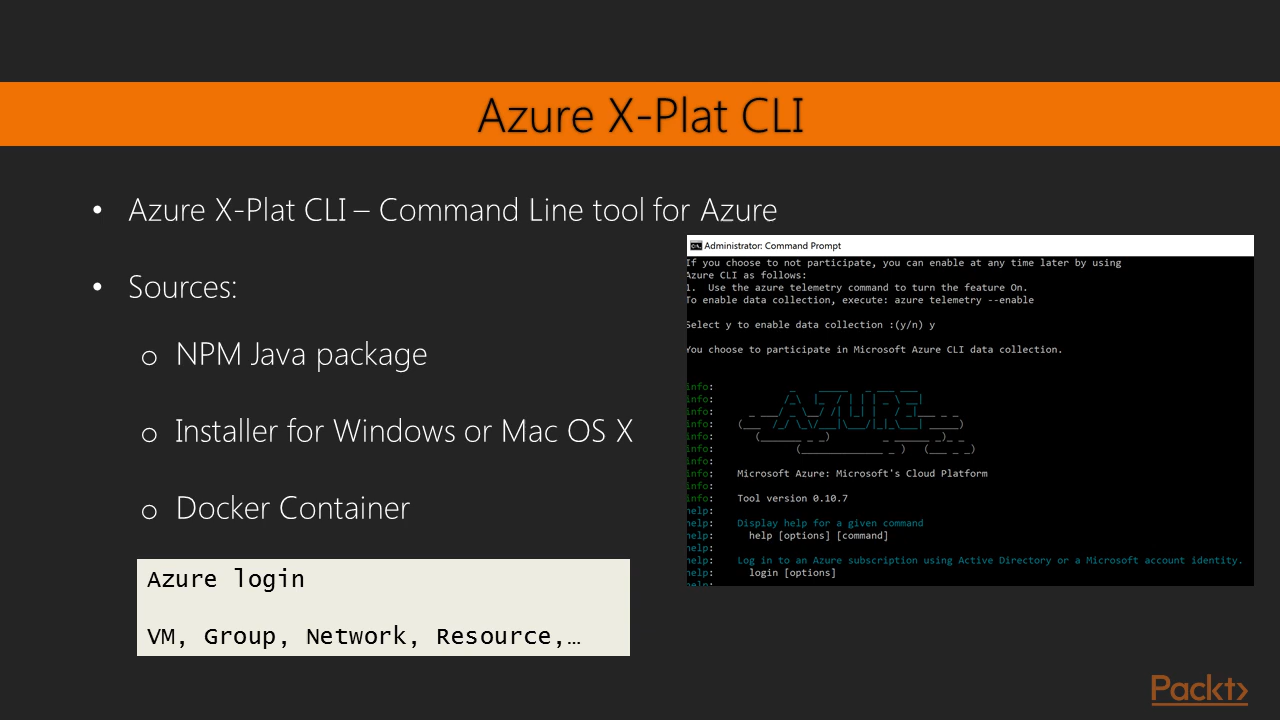 Azure X-Plat CLI
• Azure X-Plat CLI – Command Line tool for Azure
• Sources:
o NPM Java package
o Installer for Windows or Mac OS X
o Docker Container
Azure login
VM, Group, Network, Resource,…
Administrator: Command Prompt
If you choose to not participate, you can enable at any time later by using
Azure CLI as follows:
1. Use the azure telemetry command to turn the feature On.
To enable data collection, execute: azure telemetry --enable
Select y to enable data collection :(y/n) y
You choose to participate in Microsoft Azure CLI data collection.
info:
info:
info:
info:
info:
info:
info:
info: Microsoft Azure: Microsoft's Cloud Platform
info:
info: Tool version 0.10.7
help:
help: Display help for a given command
help: help [options] [command]
help:
help: Log in to an Azure subscription using Active Directory or a Microsoft account identity.
help: login [options]
help:
Packt>